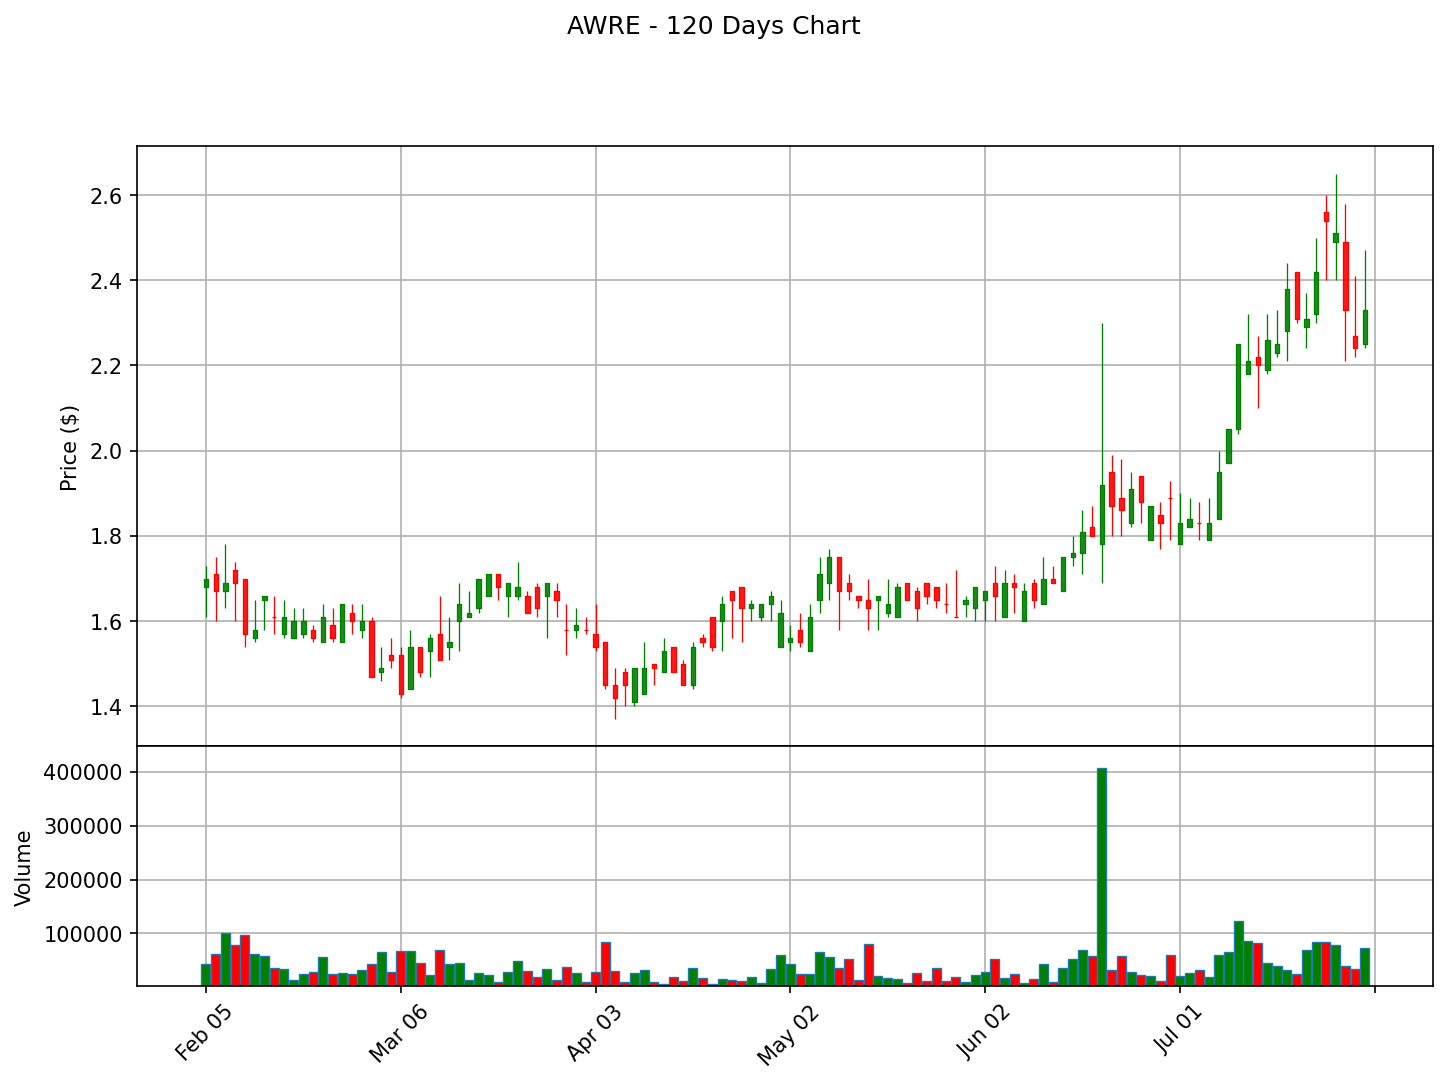 AWRE - 120 Days Chart
Price ($)
2.6
2.4
2.2
2.0
1.8
1.6
1.4
Volume
400000
300000
200000
100000
Feb 05
Mar 06
Apr 03
May 02
Jun 02
Jul 01